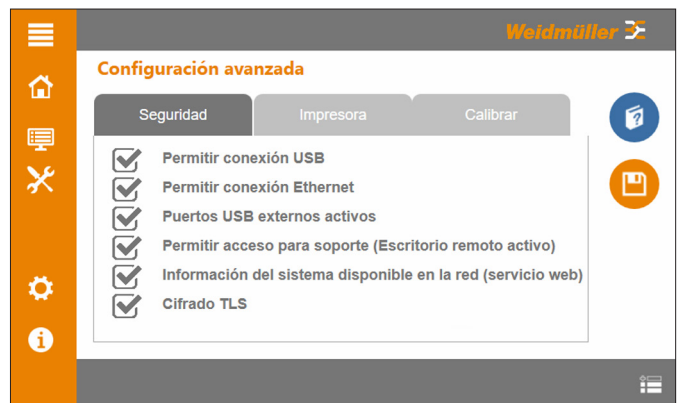 Weidmüller
Configuración avanzada
Seguridad
Impresora
Calibrar
Permitir conexión USB
Permitir conexión Ethernet
Puertos USB externos activos
Permitir acceso para soporte (Escritorio remoto activo)
Información del sistema disponible en la red (servicio web)
Cifrado TLS